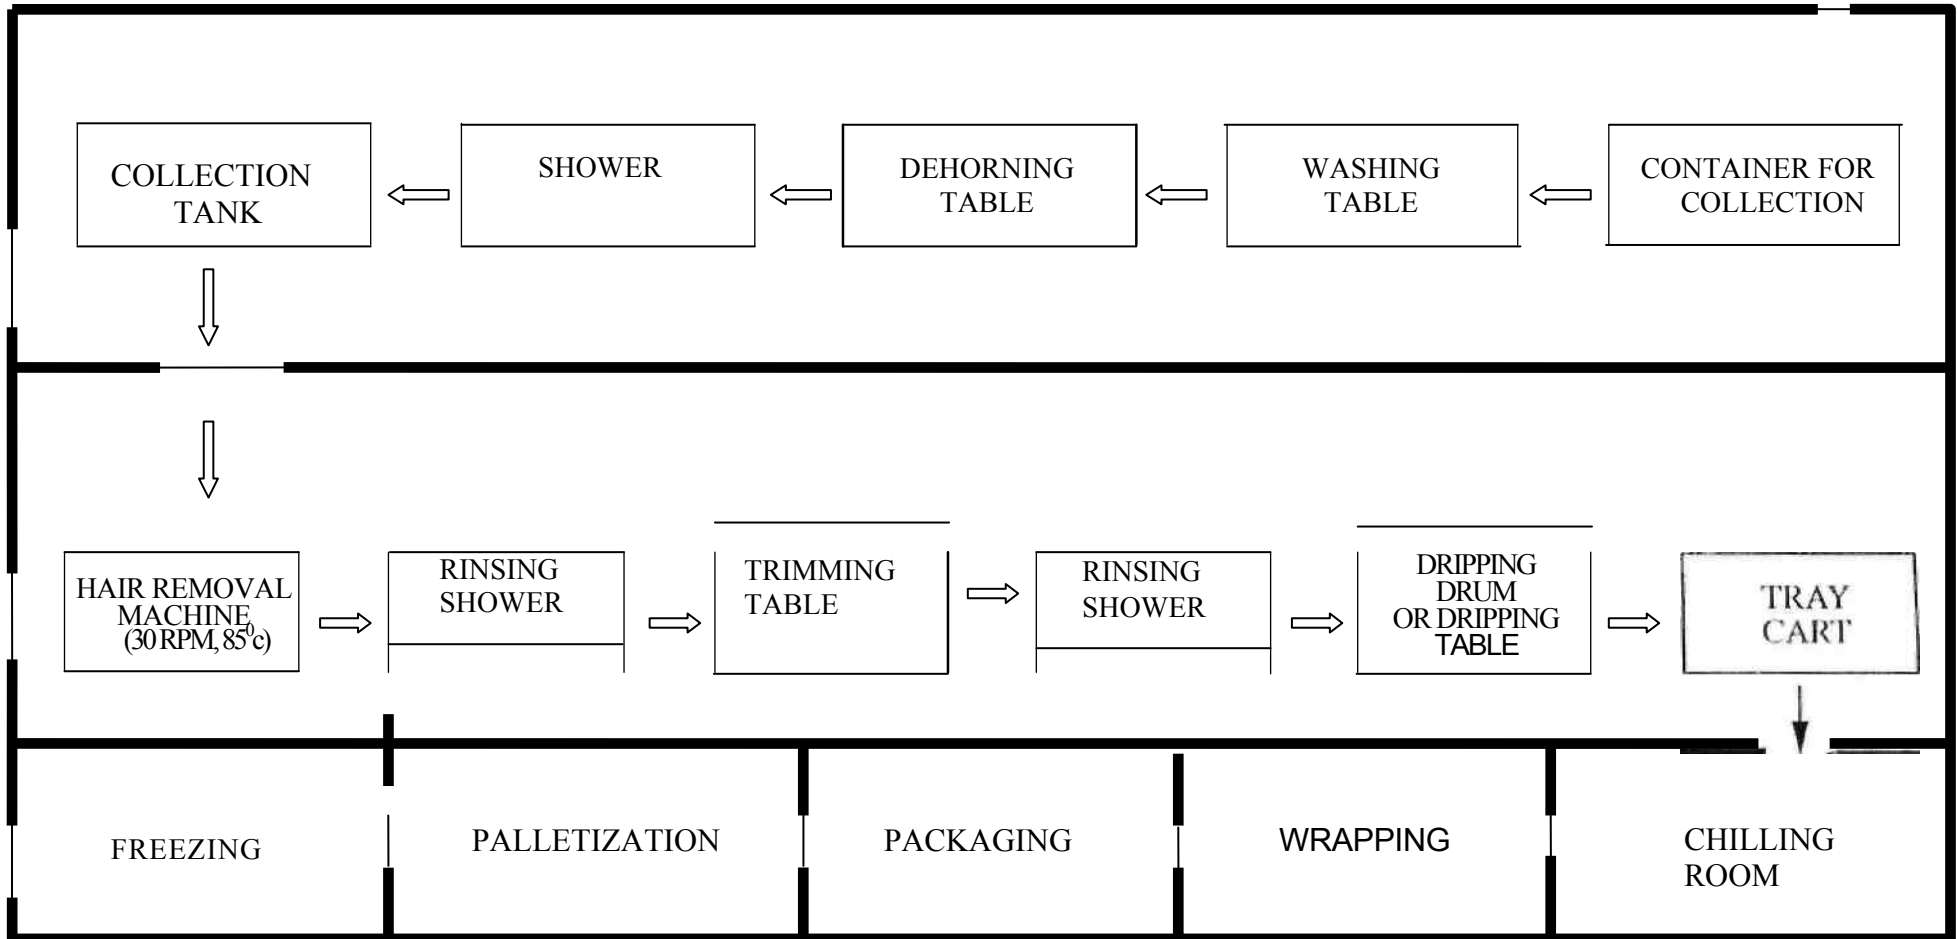 COLLECTION
TANK
SHOWER
DEHORNING
TABLE
WASHING
TABLE
CONTAINER FOR
COLLECTION
HAIR REMOVAL
MACHINE
(30 RPM, 85⁰c)
RINSING
SHOWER
TRIMMING
TABLE
RINSING
SHOWER
DRIPPING
DRUM
OR DRIPPING
TABLE
TRAY
CART
FREEZING
PALLETIZATION
PACKAGING
WRAPPING
CHILLING
ROOM